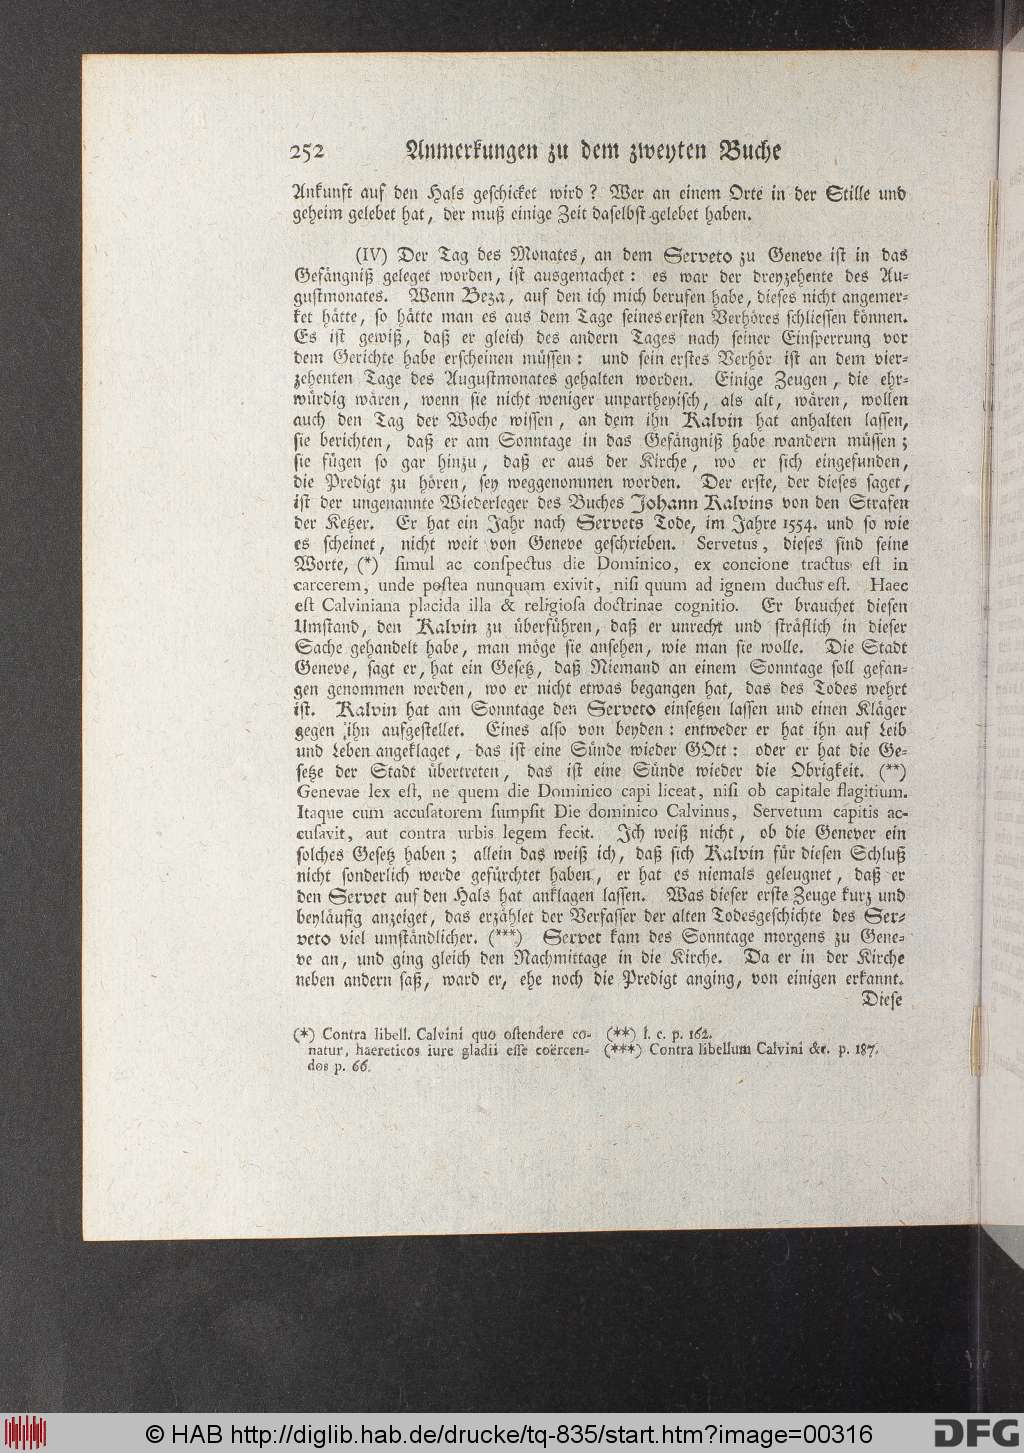 252 Anmerkungen zu dem zweyten Buche
Ankunft auf den Hals geschicket wird? Wer an einem Orte in der Stille und
geheim gelebet hat, der muß einige Zeit daselbst gelebet haben.
(IV) Der Tag des Monates, an dem Serveto zu Geneve ist in das
Gefängniß geleget worden, ist ausgemachet: es war der dreyzehente des Au-
gustmonates. Wenn Beza, auf den ich mich berufen habe, dieses nicht angemer-
ket hätte, so hätte man es aus dem Tage seines ersten Verhöres schliessen können.
Es ist gewiß, daß er gleich des andern Tages nach seiner Einsperrung vor
dem Gerichte habe erscheinen müssen: und sein erstes Verhör ist an dem vier-
zehenten Tage des Augustmonates gehalten worden. Einige Zeugen, die ehr-
würdig wären, wenn sie nicht weniger unpartheyisch, als alt, wären, wollen
auch den Tag der Woche wissen, an dem ihn Kalvin hat anhalten lassen,
sie berichten, daß er am Sonntage in das Gefängniß habe wandern müssen;
sie fügen so gar hinzu, daß er aus der Kirche, wo er sich eingefunden,
die Predigt zu hören, sey weggenommen worden. Der erste, der dieses saget,
ist der ungenannte Wiederleger des Buches Johann Kalvins von den Strafen
der Ketzer. Er hat ein Jahr nach Servets Tode, im Jahre 1554. und so wie
es scheinet, nicht weit von Geneve geschrieben. Servetus, dieses sind seine
Worte, (*) simul ac conspectus die Dominico, ex concione tractus est in
carcerem, unde postea nunquam exivit, nisi quum ad ignem ductus est. Haec
est Calviniana placida illa & religiosa doctrinae cognitio. Er brauchet diesen
Umstand, den Kalvin zu überführen, daß er unrecht und sträflich in dieser
Sache gehandelt habe, man möge sie ansehen, wie man sie wolle. Die Stadt
Geneve, sagt er, hat ein Gesetz, daß Niemand an einem Sonntage soll gefan-
gen genommen werden, wo er nicht etwas begangen hat, das des Todes wehrt
ist. Kalvin hat am Sonntage den Serveto einsetzen lassen und einen Kläger
gegen ihn aufgestellet. Eines also von beyden: entweder er hat ihn auf Leib
und Leben angeklaget, das ist eine Sünde wieder GOtt: oder er hat die Ge-
setze der Stadt übertreten, das ist eine Sünde wieder die Obrigkeit. (**)
Genevae lex est, ne quem die Dominico capi liceat, nisi ob capitale flagitium.
Itaque cum accusatorem sumpsit Die dominico Calvinus, Servetum capitis ac-
cusavit, aut contra urbis legem fecit. Ich weiß nicht, ob die Genever ein
solches Gesetz haben; allein das weiß ich, daß sich Kalvin für diesen Schluß
nicht sonderlich werde gefürchtet haben, er hat es niemals geleugnet, daß er
den Servet auf den Hals hat anklagen lassen. Was dieser erste Zeuge kurz und
beyläufig anzeiget, das erzählet der Verfasser der alten Todesgeschichte des Ser-
veto viel umständlicher. (***) Servet kam des Sonntage morgens zu Gene-
ve an, und ging gleich den Nachmittage in die Kirche. Da er in der Kirche
neben andern saß, ward er, ehe noch die Predigt anging, von einigen erkannt.
Diese
(*) Contra libell. Calvini quo ostendere co-
natur, haereticos iure gladii esse coërcen-
dos p. 66.
(**) l. c. p. 162.
(***) Contra libellum Calvini &c. p. 187.
© HAB http://diglib.hab.de/drucke/tq-835/start.htm?image=00316
DFG